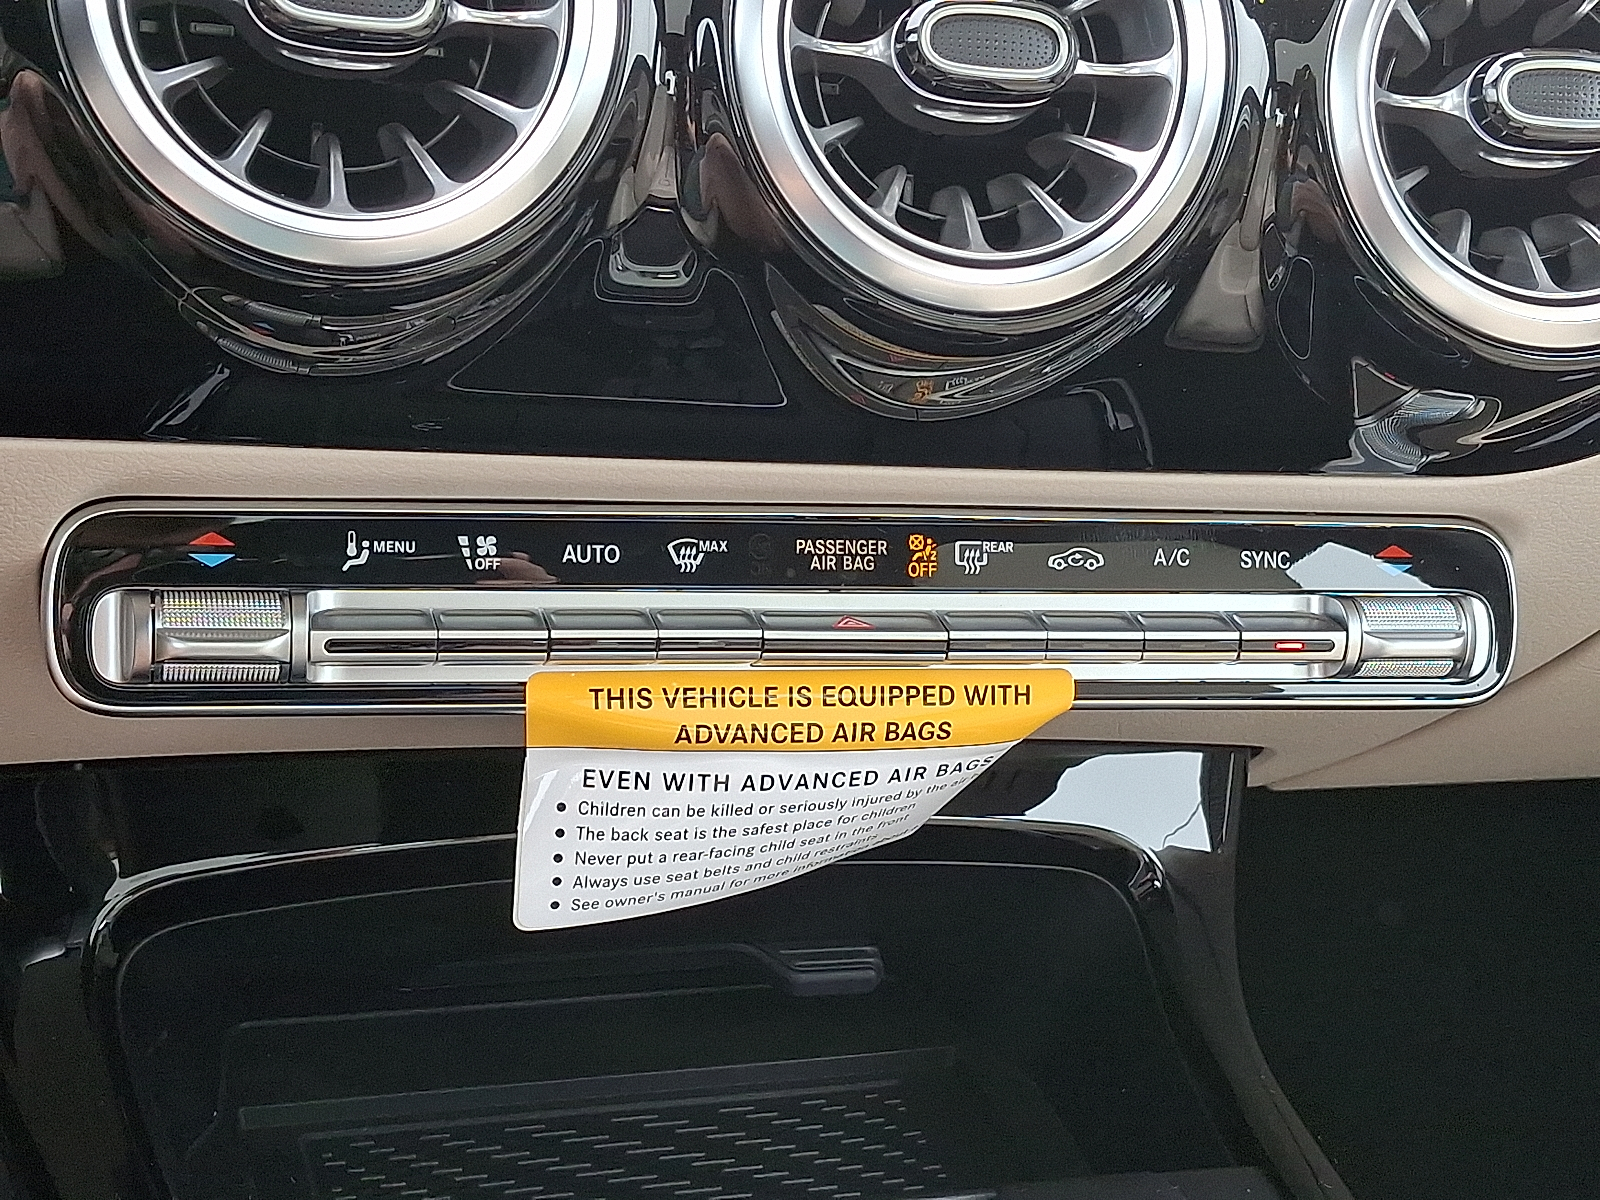 MENU
OFF
AUTO
MAX
PASSENGER
AIR BAG
2
OFF
REAR
A/C
SYNC
THIS VEHICLE IS EQUIPPED WITH
ADVANCED AIR BAGS
EVEN WITH ADVANCED AIR BAGS
• Children can be killed or seriously injured by the air
• The back seat is the safest place for children
• Never put a rear-facing child seat in the front
• Always use seat belts and child restraints
• See owner's manual for more